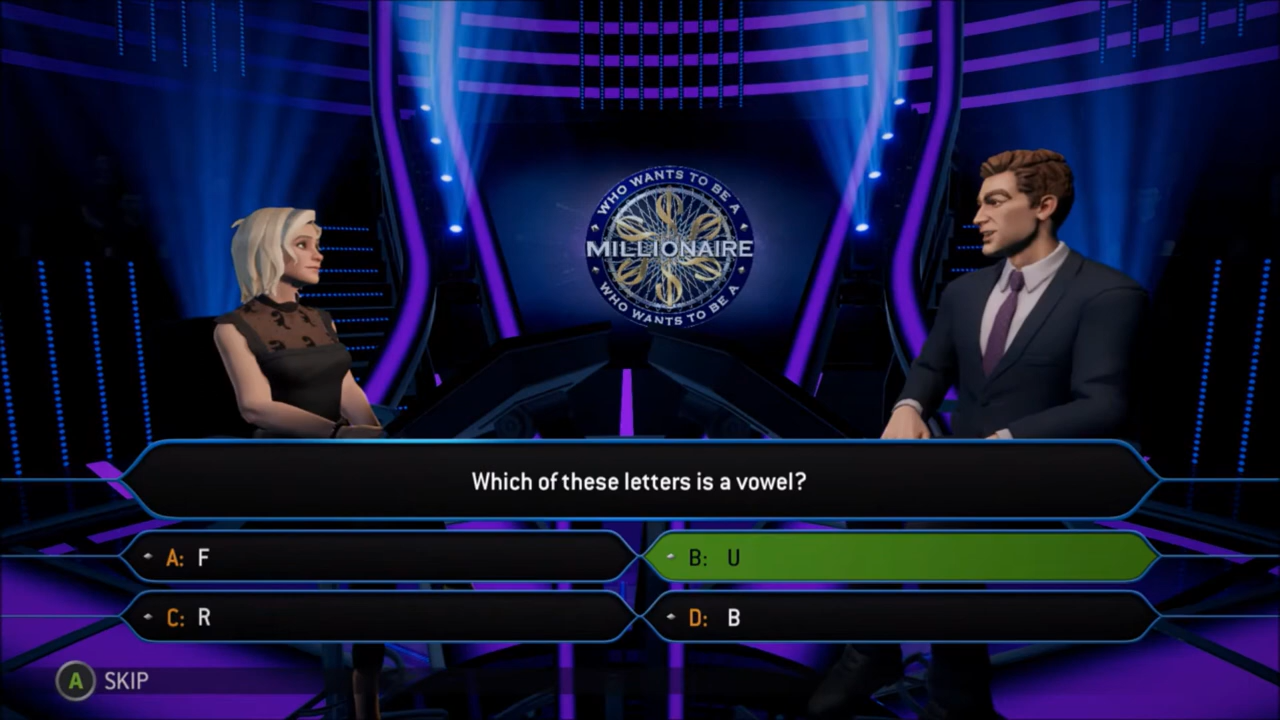 WHO WANTS TO BE A
MILLIONAIRE
WHO WANTS TO BE A
Which of these letters is a vowel?
A: F
B: U
C: R
D: B
A SKIP